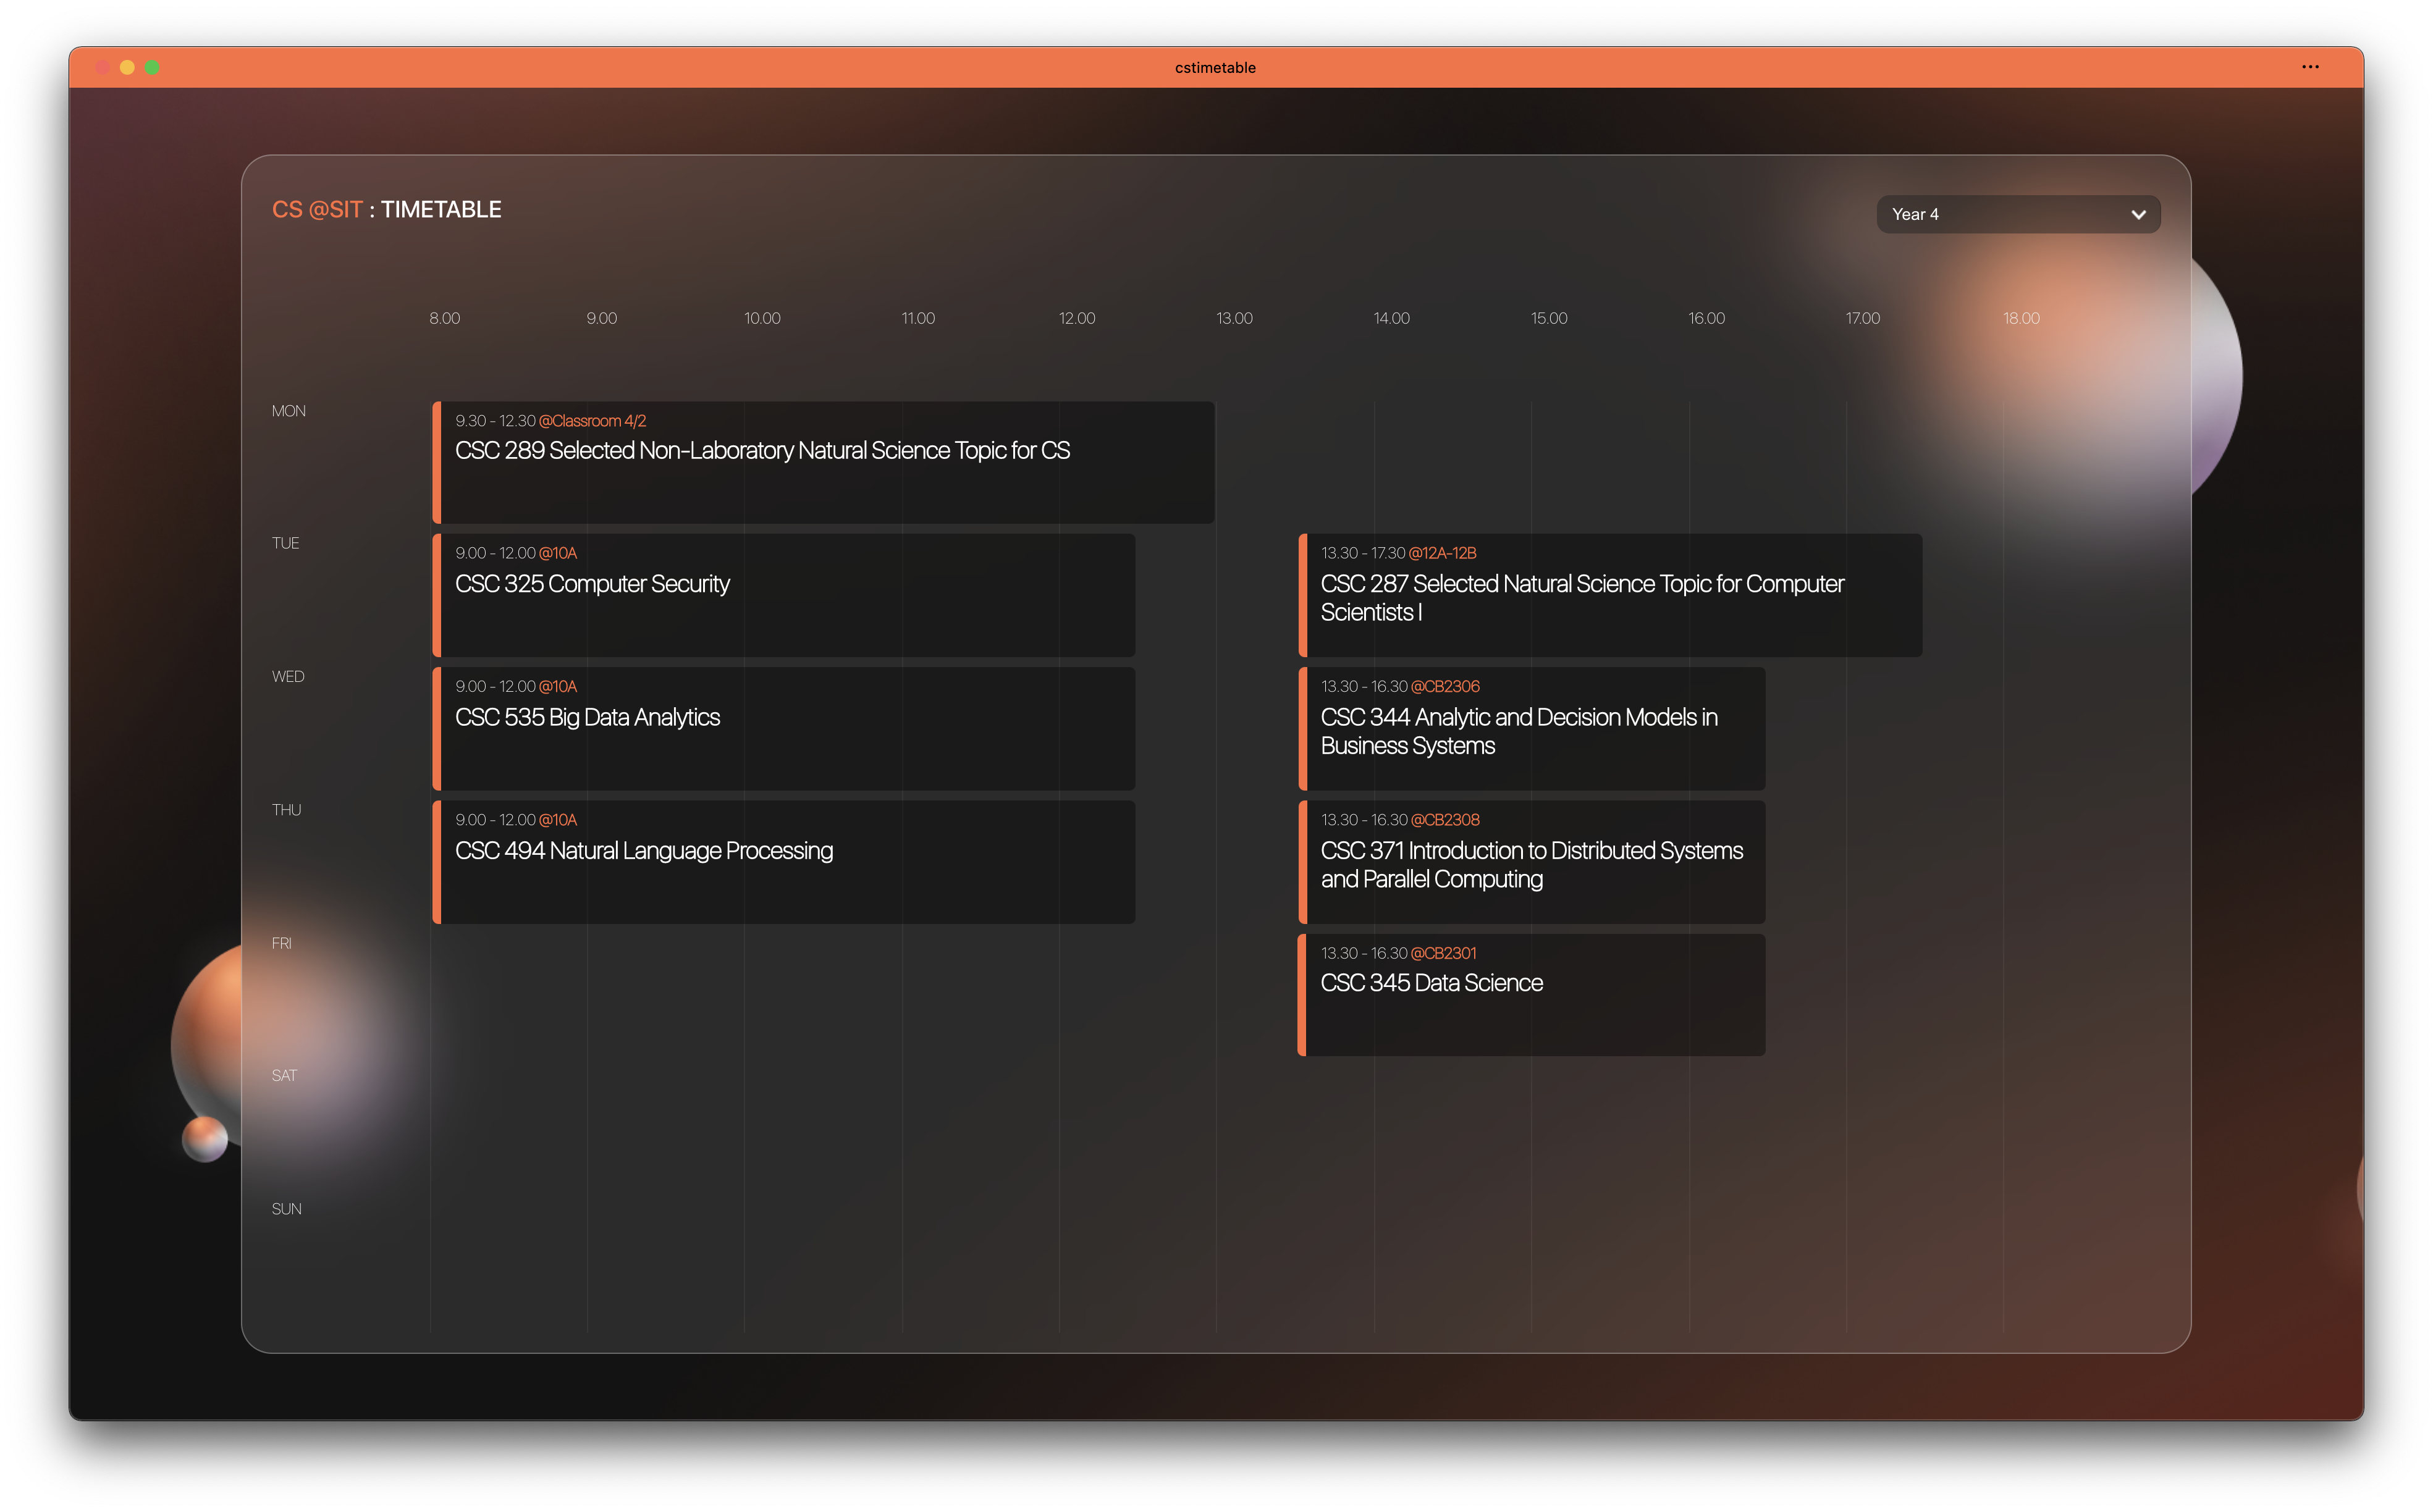 cstimetable
CS @SIT : TIMETABLE
Year 4
8.00 9.00 10.00 11.00 12.00 13.00 14.00 15.00 16.00 17.00 18.00
MON
9.30 - 12.30 @Classroom 4/2
CSC 289 Selected Non-Laboratory Natural Science Topic for CS
TUE
9.00 - 12.00 @10A
CSC 325 Computer Security
13.30 - 17.30 @12A-12B
CSC 287 Selected Natural Science Topic for Computer
Scientists I
WED
9.00 - 12.00 @10A
CSC 535 Big Data Analytics
13.30 - 16.30 @CB2306
CSC 344 Analytic and Decision Models in
Business Systems
THU
9.00 - 12.00 @10A
CSC 494 Natural Language Processing
13.30 - 16.30 @CB2308
CSC 371 Introduction to Distributed Systems
and Parallel Computing
FRI
13.30 - 16.30 @CB2301
CSC 345 Data Science
SAT
SUN